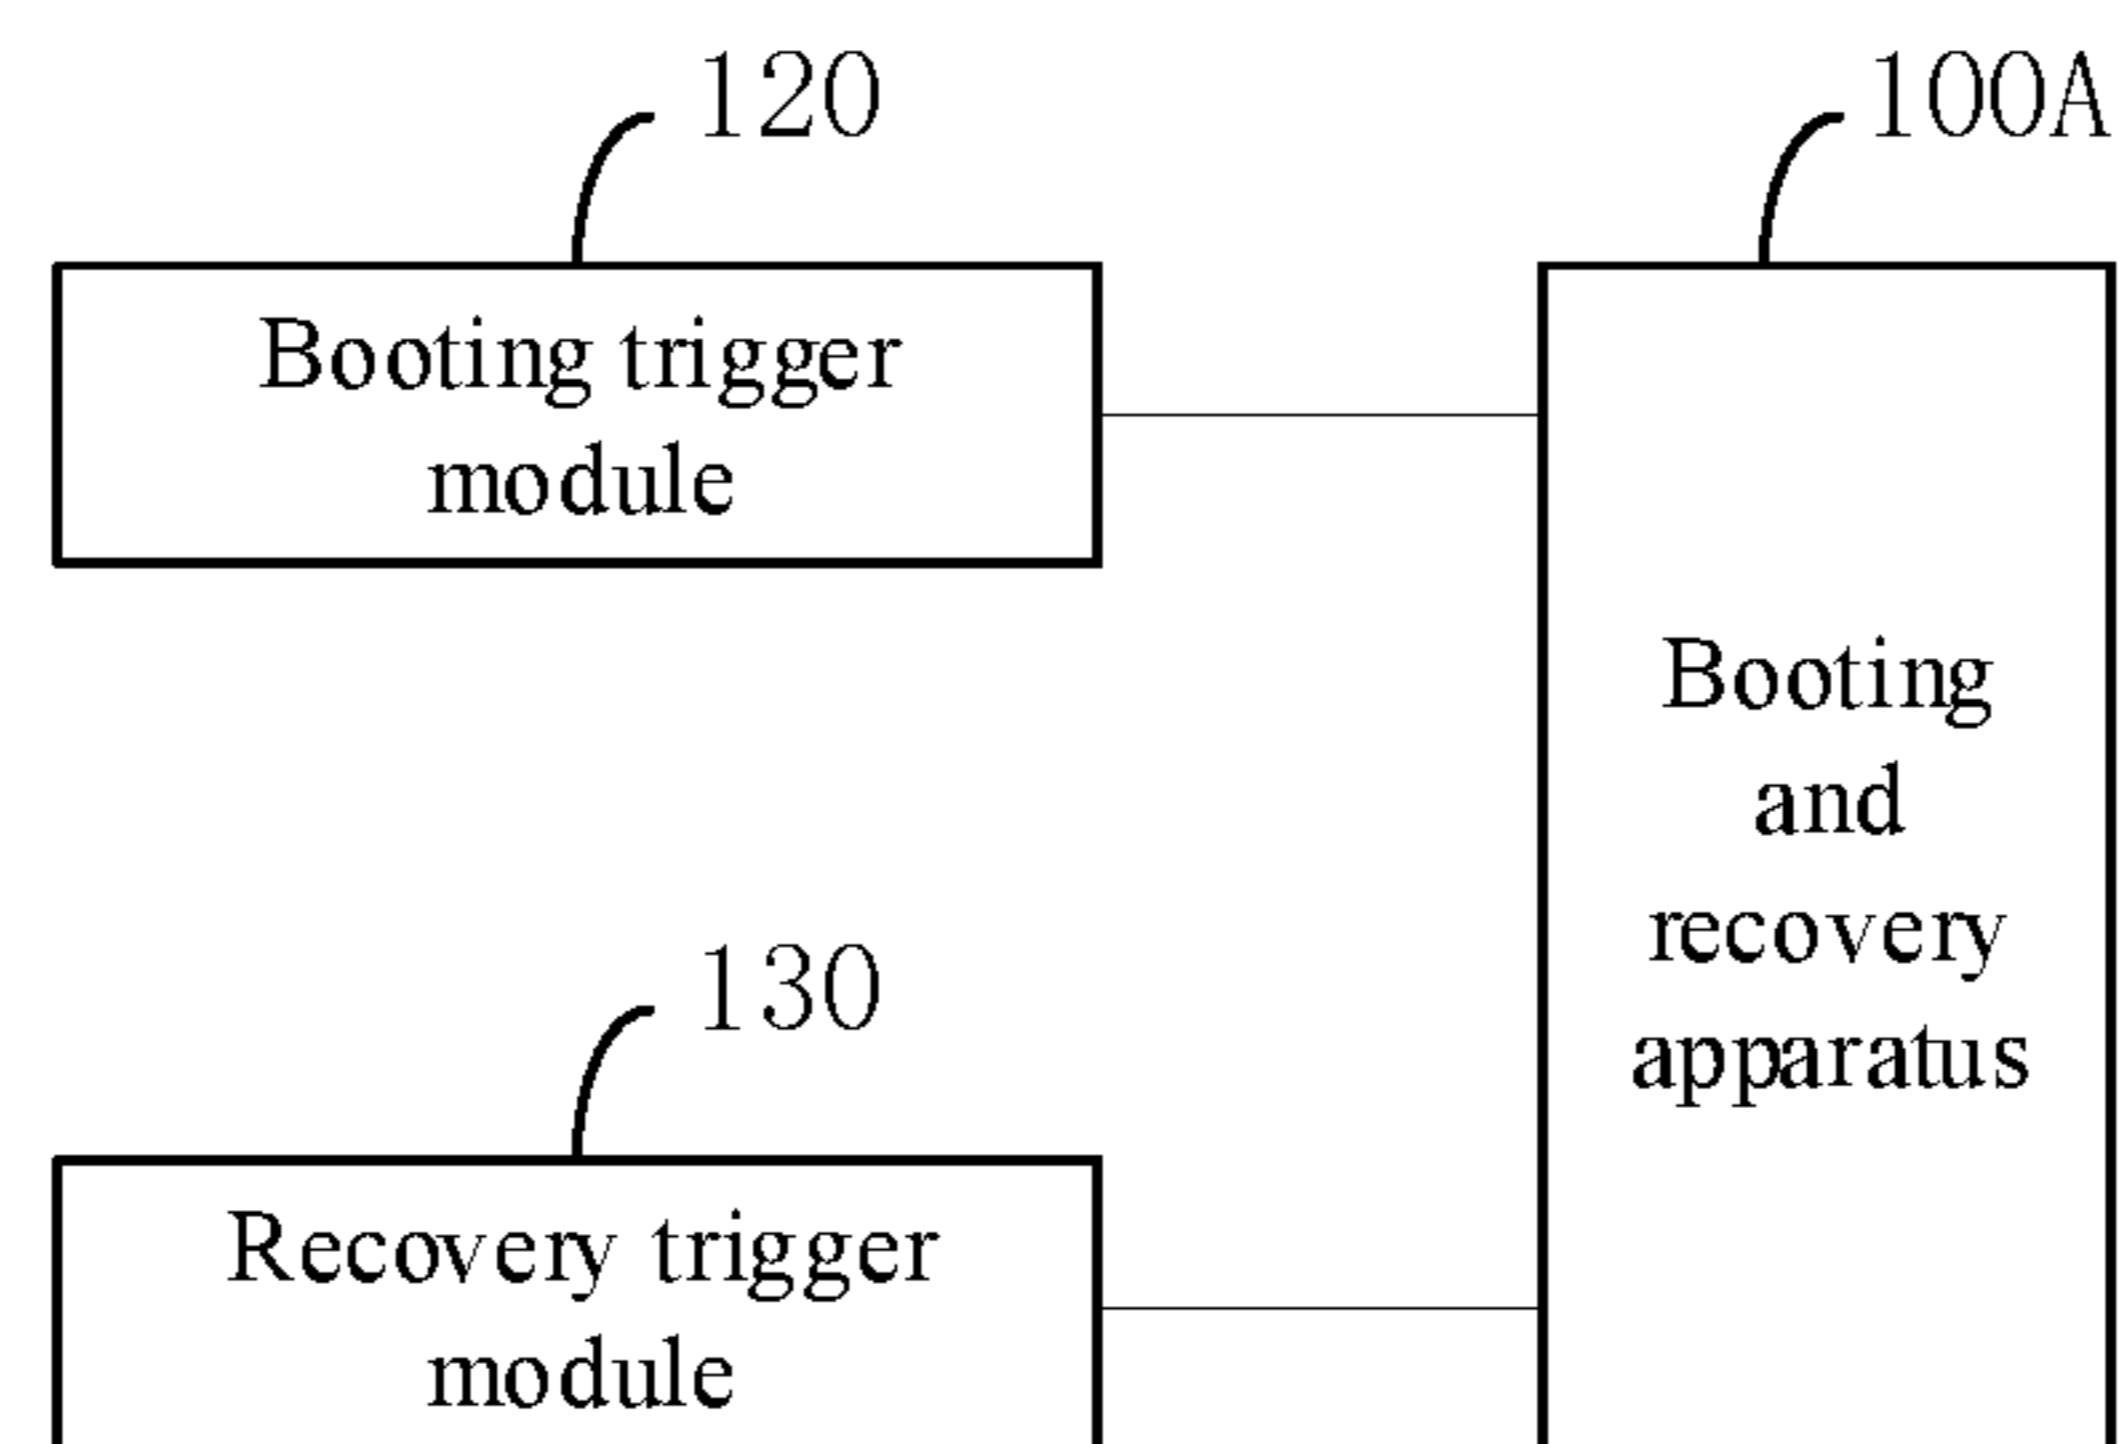 120
100A
Booting trigger
module
Booting
and
recovery
apparatus
130
Recovery trigger
module